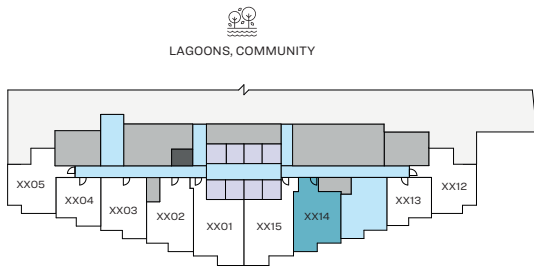 LAGOONS, COMMUNITY
XX05
XX04
XX03
XX02
XX01
XX15
XX14
XX13
XX12